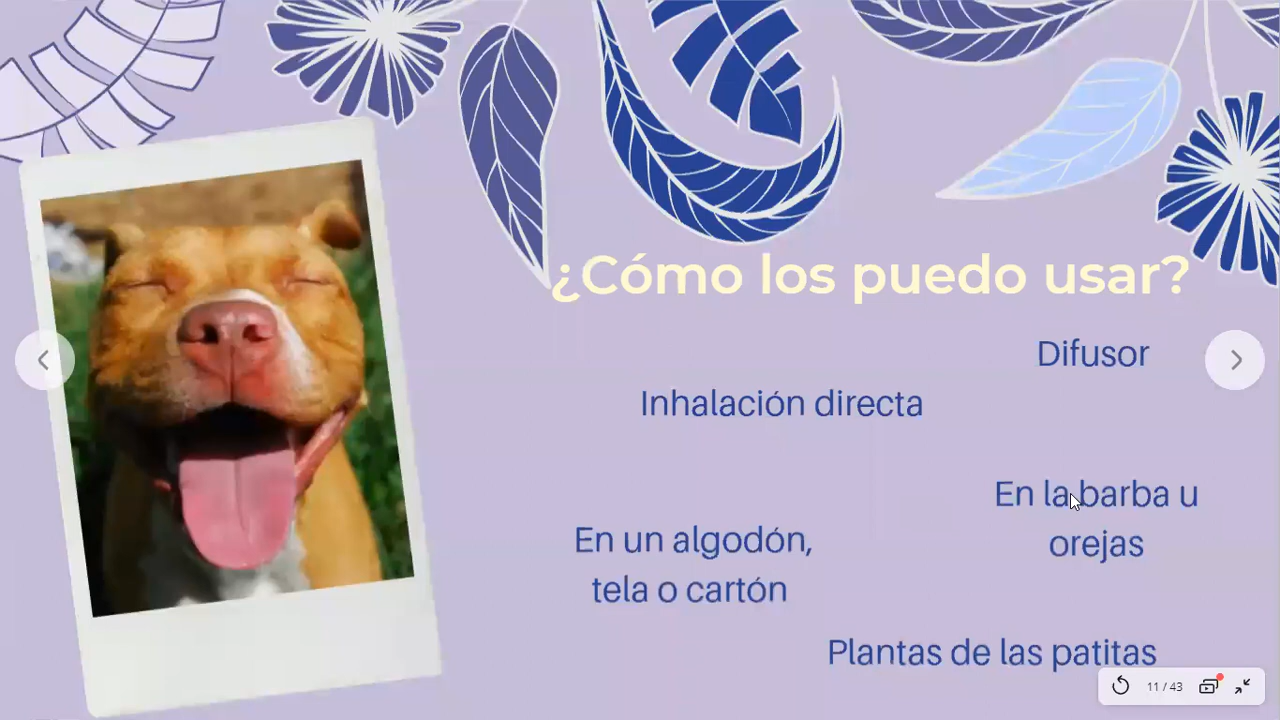 ¿Cómo los puedo usar?
Difusor
Inhalación directa
En la barba u
orejas
En un algodón,
tela o cartón
Plantas de las patitas
11 / 43